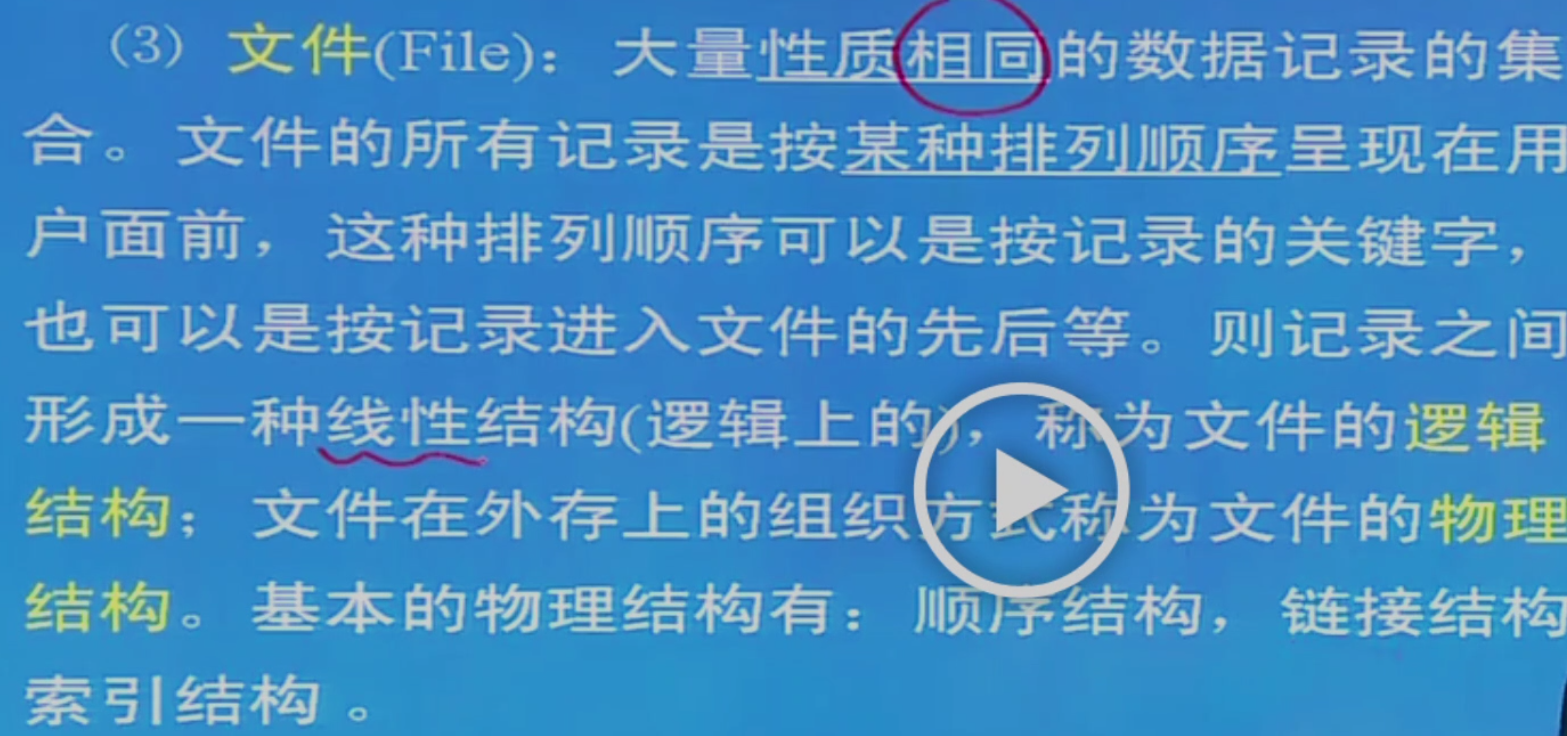 （3）文件(File)：大量性质相同的数据记录的集
合。文件的所有记录是按某种排列顺序呈现在用
户面前，这种排列顺序可以是按记录的关键字，
也可以是按记录进入文件的先后等。则记录之间
形成一种线性结构(逻辑上的)，称为文件的逻辑
结构；文件在外存上的组织方式称为文件的物理
结构。基本的物理结构有：顺序结构，链接结构
索引结构 。